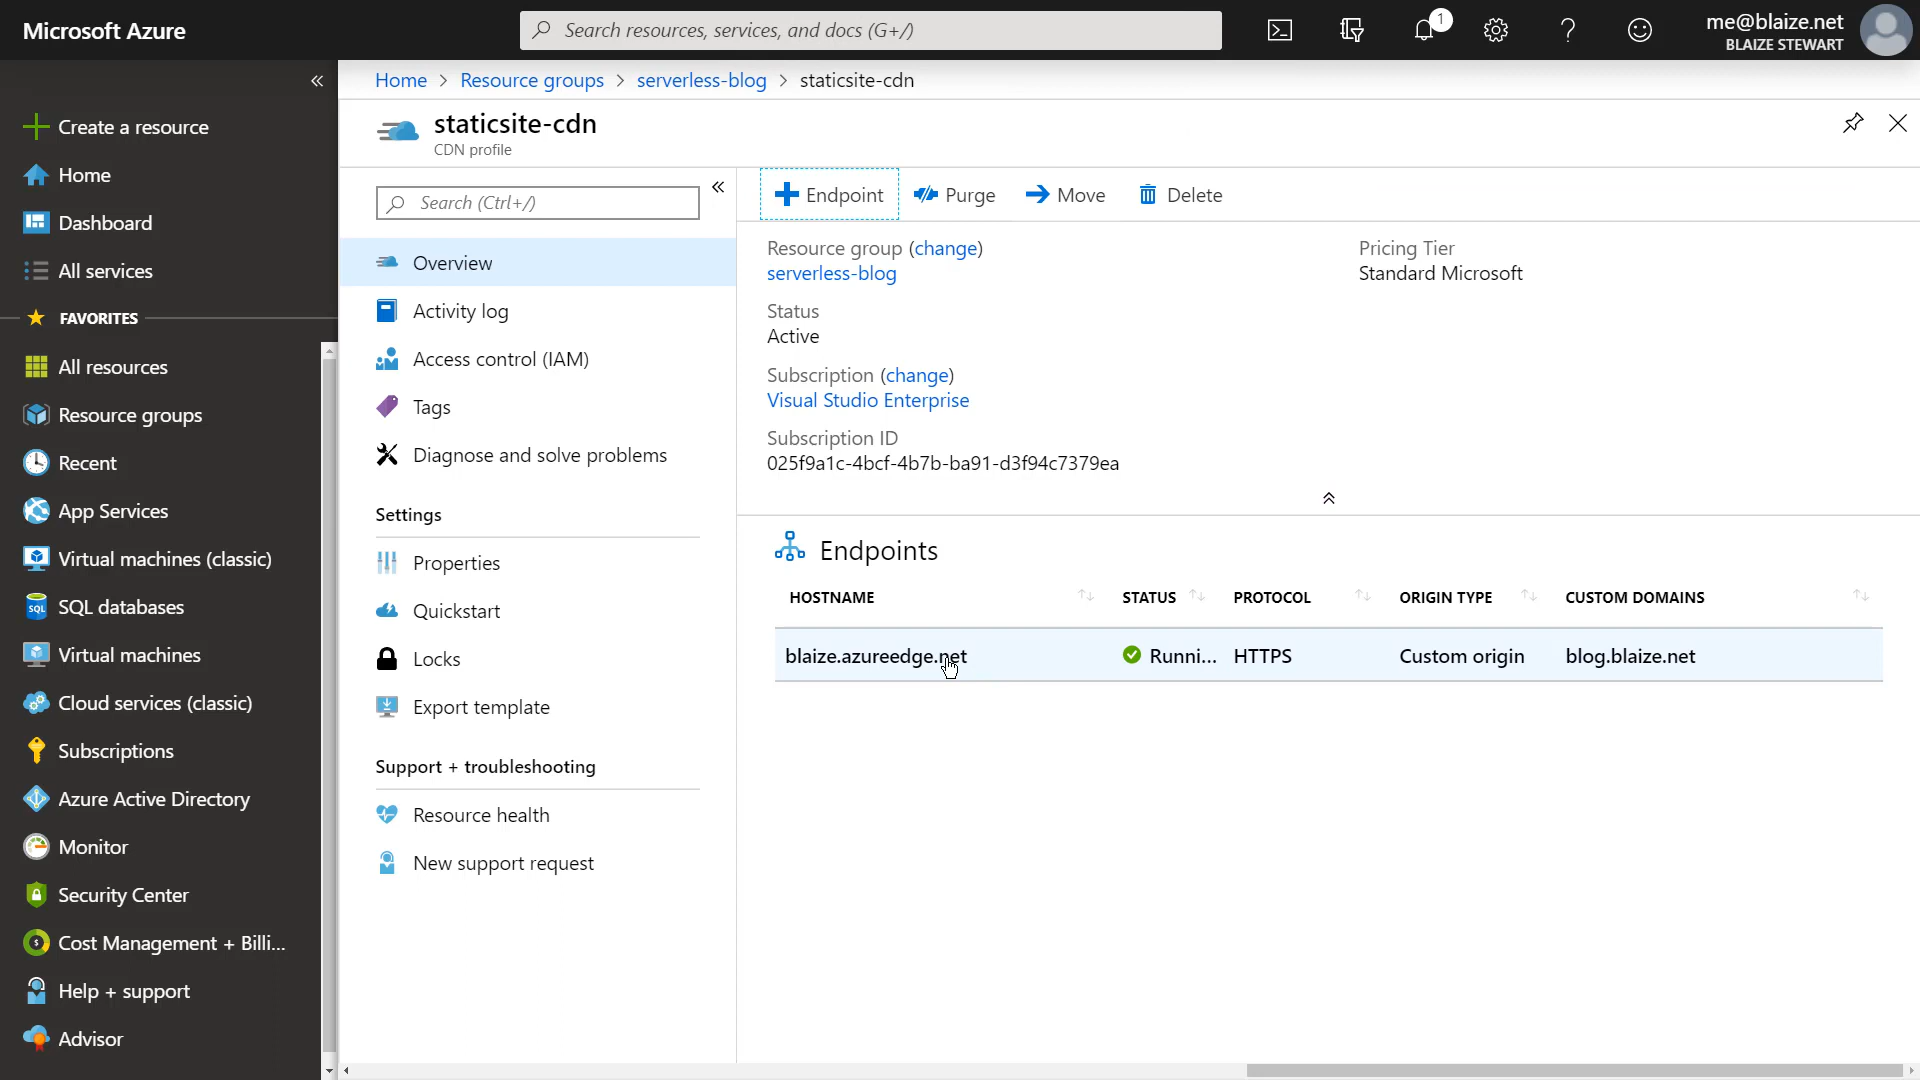 Microsoft Azure
Search resources, services, and docs (G+/)
1
me@blaize.net
BLAIZE STEWART
Home > Resource groups > serverless-blog > staticsite-cdn
staticsite-cdn
CDN profile
Create a resource
Home
Dashboard
All services
FAVORITES
All resources
Resource groups
Recent
App Services
Virtual machines (classic)
SQL databases
Virtual machines
Cloud services (classic)
Subscriptions
Azure Active Directory
Monitor
Security Center
Cost Management + Billi...
Help + support
Advisor
Search (Ctrl+/)
Overview
Activity log
Access control (IAM)
Tags
Diagnose and solve problems
Settings
Properties
Quickstart
Locks
Export template
Support + troubleshooting
Resource health
New support request
Endpoint Purge Move Delete
Resource group (change)
serverless-blog
Status
Active
Subscription (change)
Visual Studio Enterprise
Subscription ID
025f9a1c-4bcf-4b7b-ba91-d3f94c7379ea
Pricing Tier
Standard Microsoft
Endpoints
HOSTNAME STATUS PROTOCOL ORIGIN TYPE CUSTOM DOMAINS
blaize.azureedge.net Runni... HTTPS Custom origin blog.blaize.net